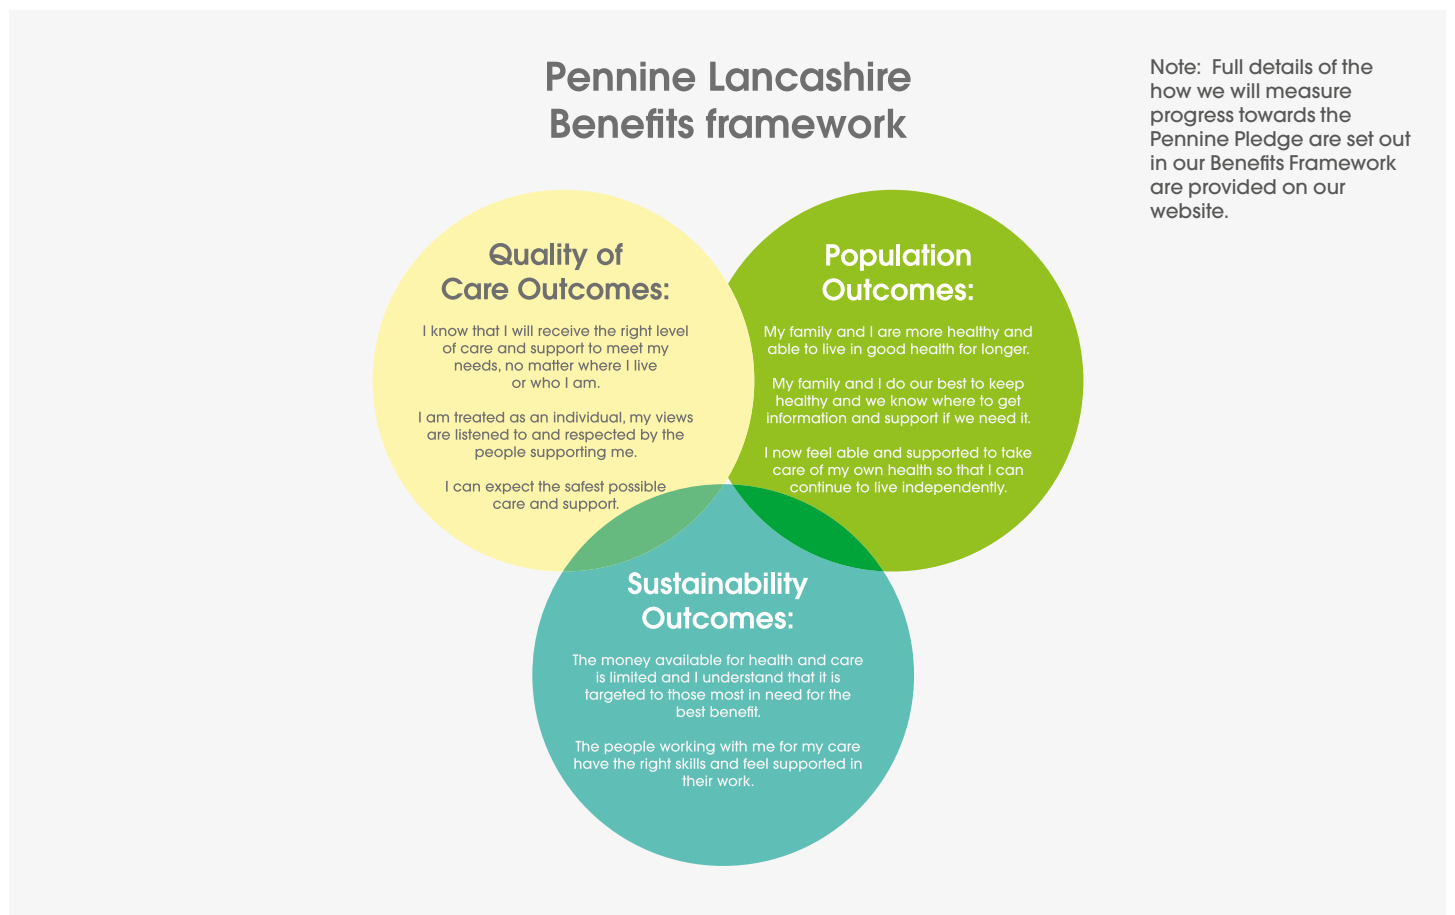 Pennine Lancashire
Benefits framework
Note:  Full details of the
how we will measure
progress towards the
Pennine Pledge are set out
in our Benefits Framework
are provided on our
website.
Quality of
Care Outcomes:
I know that I will receive the right level
of care and support to meet my
needs, no matter where I live
or who I am.
I am treated as an individual, my views
are listened to and respected by the
people supporting me.
I can expect the safest possible
care and support.
Population
Outcomes:
My family and I are more healthy and
able to live in good health for longer.
My family and I do our best to keep
healthy and we know where to get
information and support if we need it.
I now feel able and supported to take
care of my own health so that I can
continue to live independently.
Sustainability
Outcomes:
The money available for health and care
is limited and I understand that it is
targeted to those most in need for the
best benefit.
The people working with me for my care
have the right skills and feel supported in
their work.